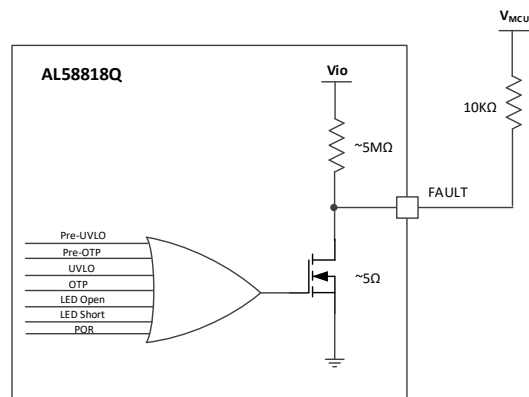 V_MCU
AL58818Q
Vio
10KΩ
~5MΩ
FAULT
Pre-UVLO
Pre-OTP
UVLO
OTP
LED Open
LED Short
POR
~5Ω